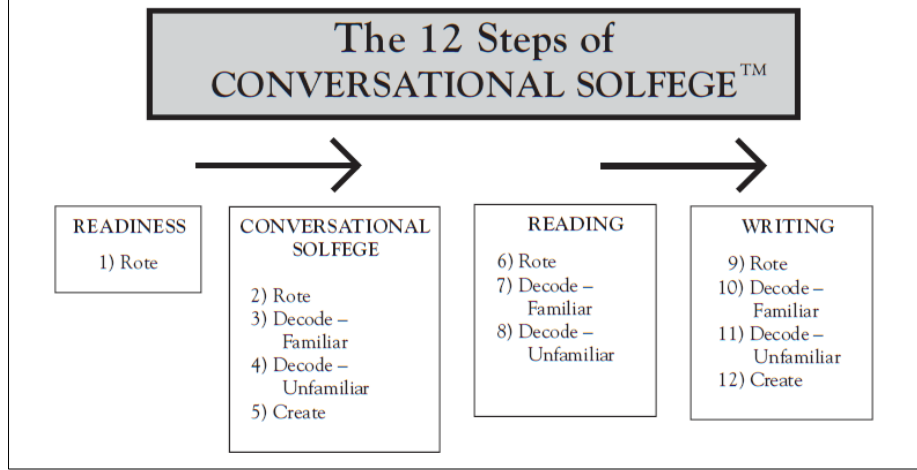 The 12 Steps of
CONVERSATIONAL SOLFEGE™
READINESS
1) Rote
CONVERSATIONAL
SOLFEGE
2) Rote
3) Decode –
Familiar
4) Decode –
Unfamiliar
5) Create
READING
6) Rote
7) Decode –
Familiar
8) Decode –
Unfamiliar
WRITING
9) Rote
10) Decode –
Familiar
11) Decode –
Unfamiliar
12) Create